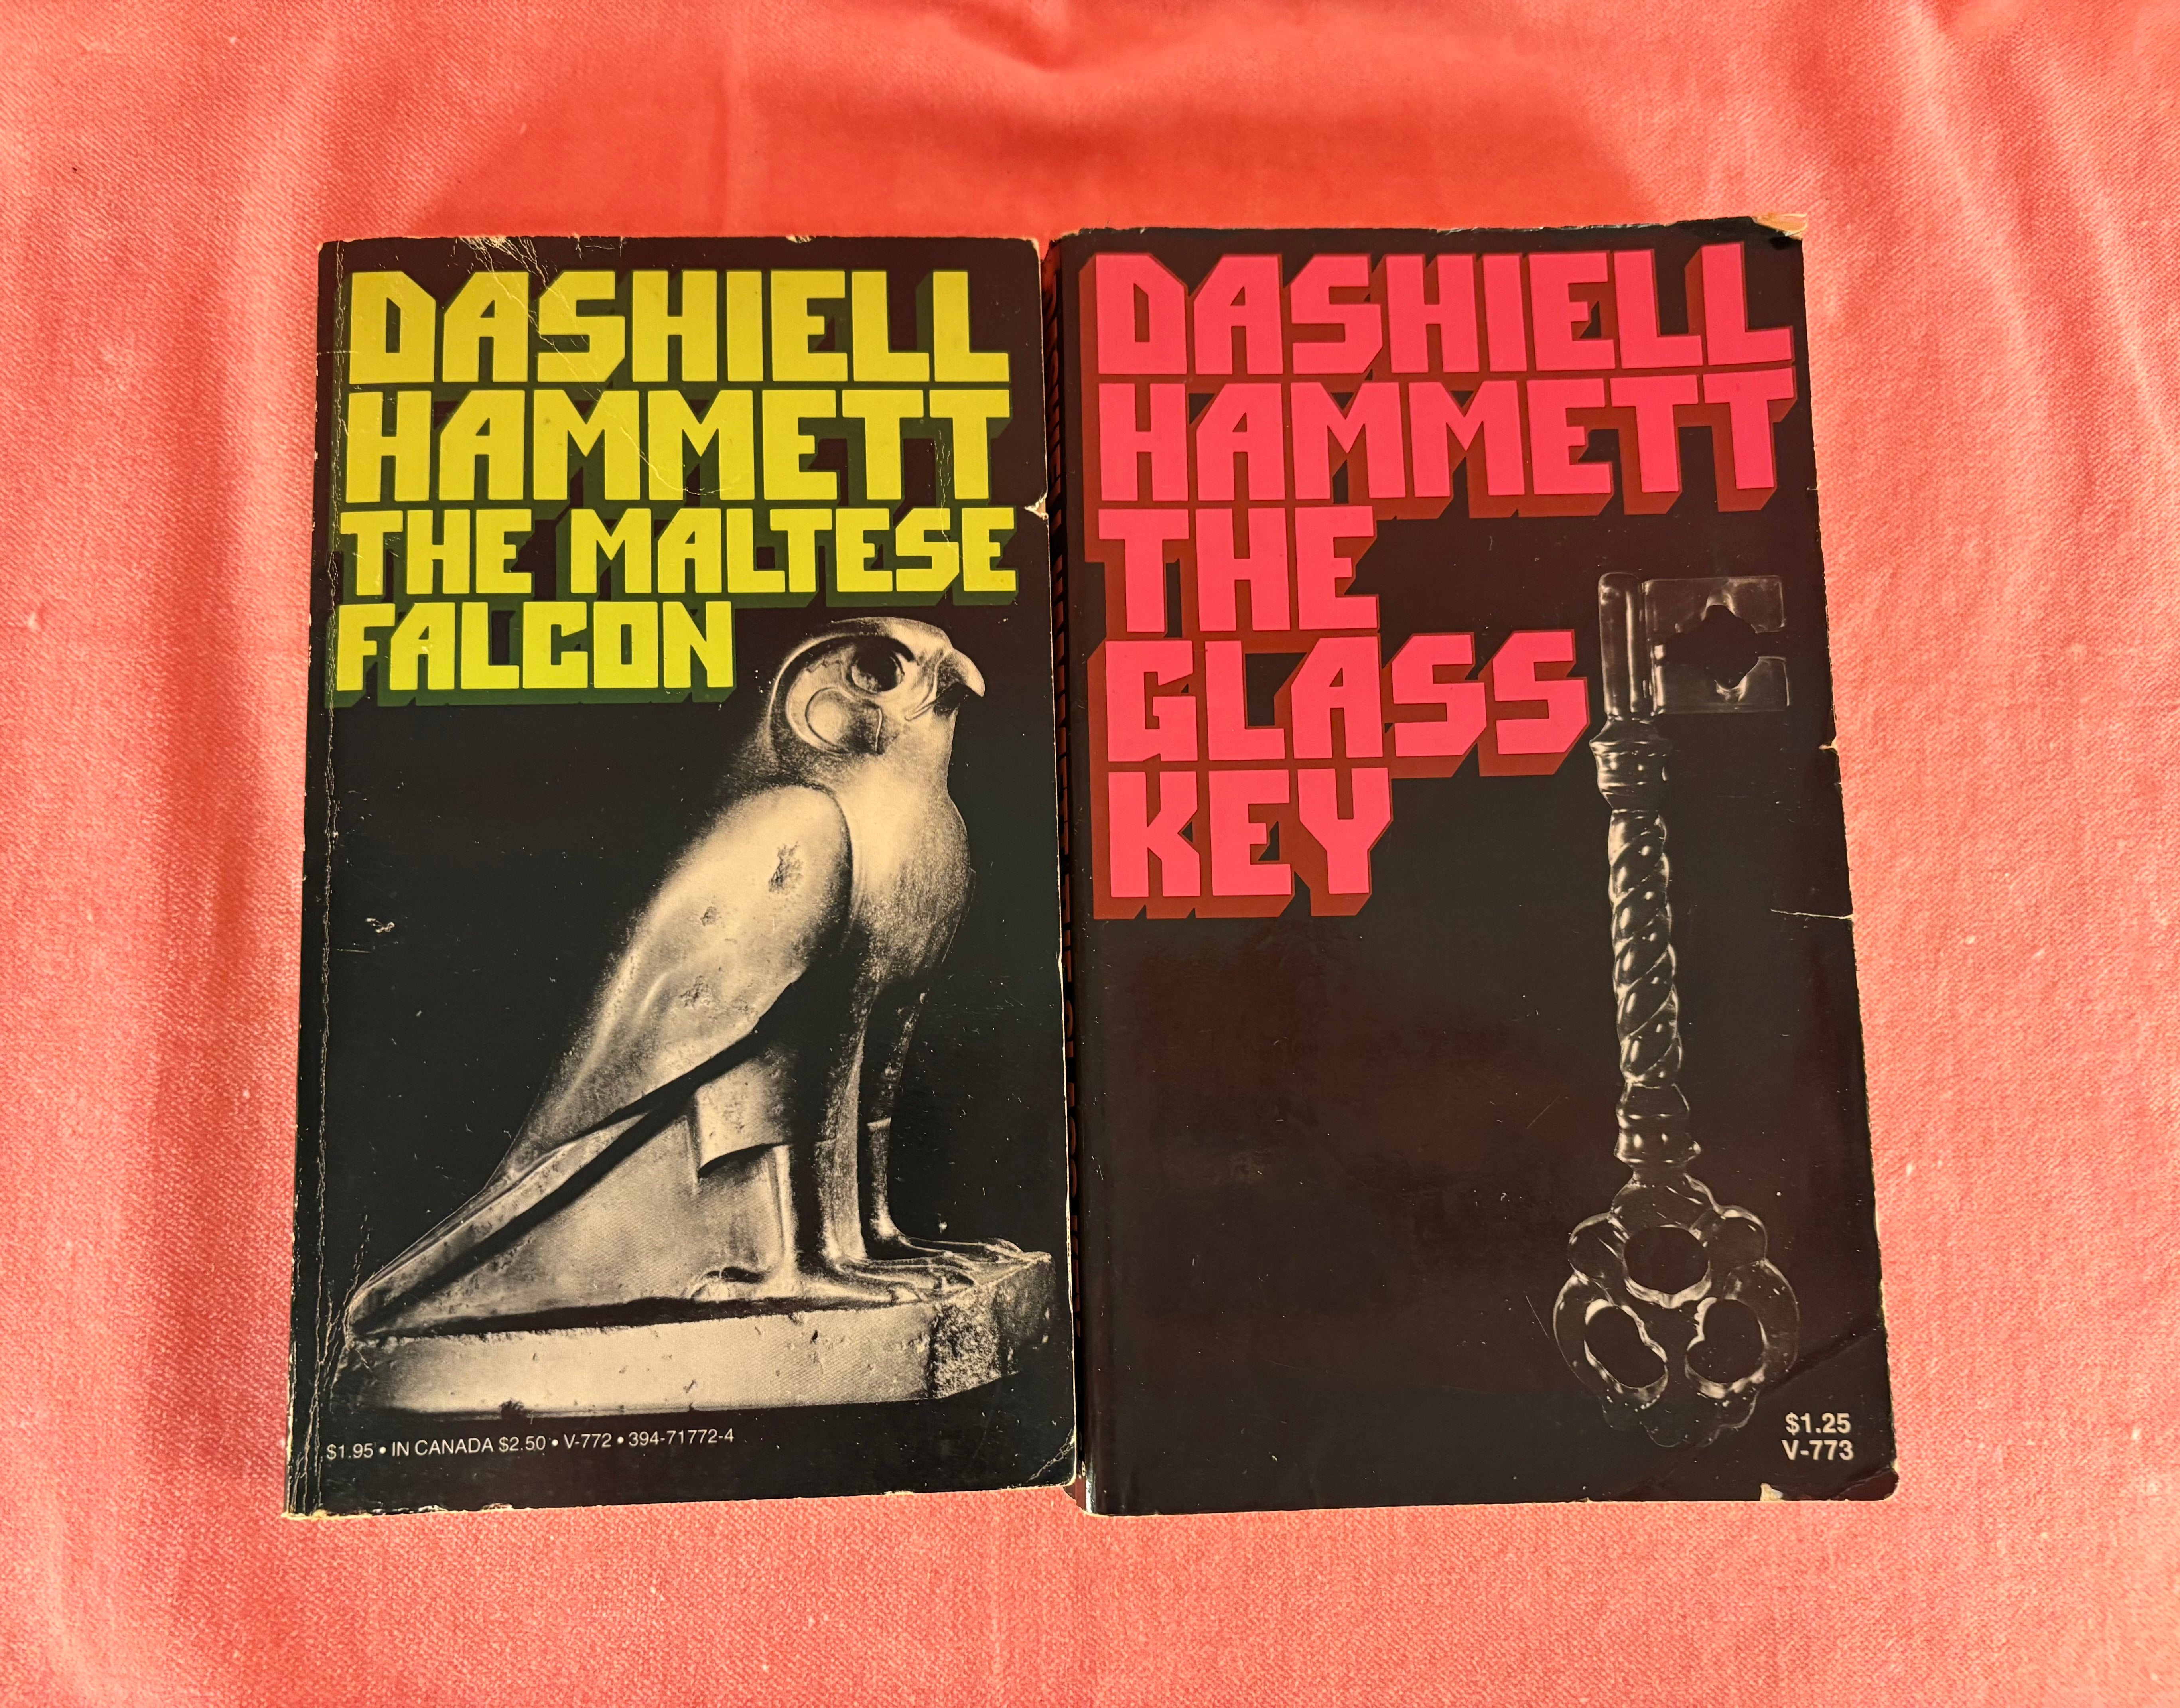 DASHIELL
HAMMETT
THE MALTESE
FALCON
$1.95 • IN CANADA $2.50 • V-772 • 394-71772-4
DASHIELL
HAMMETT
THE
GLASS
KEY
$1.25
V-773